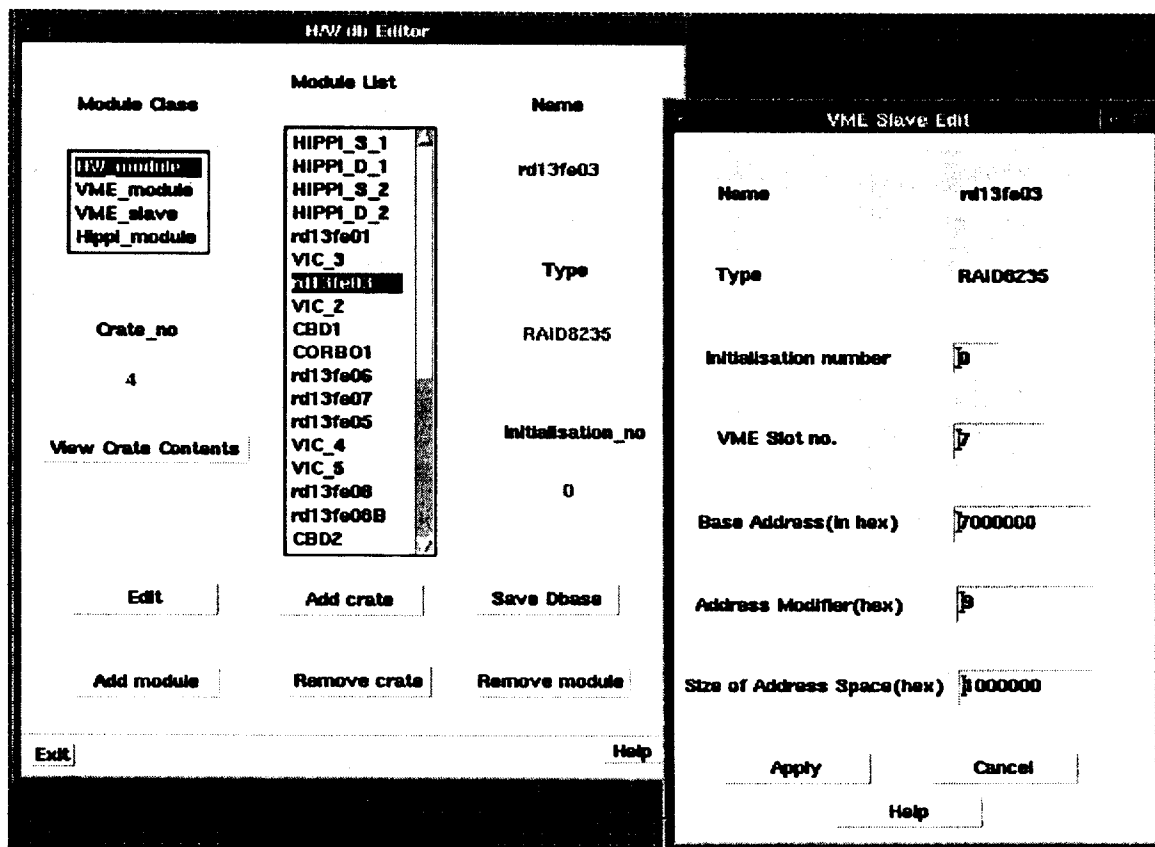 H/W db Editor
Module Class
HW_module
VME_module
VME_slave
Hippi_module
Crate_no
4
View Crate Contents
Module List
HIPPI_S_1
HIPPI_D_1
HIPPI_S_2
HIPPI_D_2
rd13fe01
VIC_3
rd13fe03
VIC_2
CBD1
CORBO1
rd13fe06
rd13fe07
rd13fe05
VIC_4
VIC_5
rd13fe08
rd13fe08B
CBD2
Name
rd13fe03
Type
RAID8235
Initialisation_no
0
Edit
Add crate
Save Dbase
Add module
Remove crate
Remove module
Exit
Help
VME Slave Edit
Name rd13fe03
Type RAID8235
Initialisation number 0
VME Slot no. 7
Base Address(in hex) 7000000
Address Modifier(hex) 9
Size of Address Space(hex) 1000000
Apply
Cancel
Help